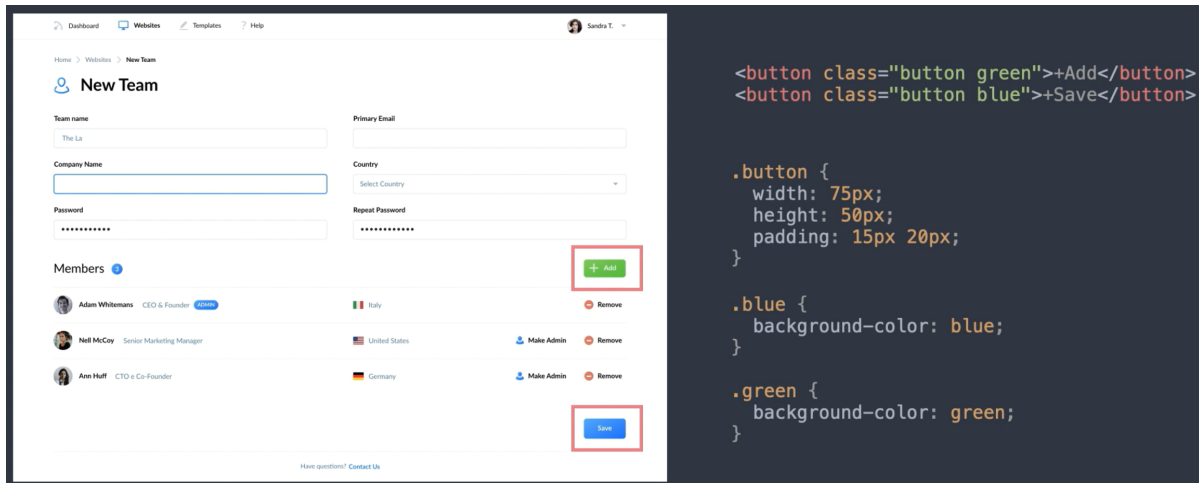 Dashboard Websites Templates Help Sandra T.
Home > Websites > New Team
New Team
Team name Primary Email
The La
Company Name Country
Select Country
Password Repeat Password
••••••••••• ••••••••••••
Members 3 + Add
Adam Whitemans CEO & Founder ADMIN Italy Remove
Nell McCoy Senior Marketing Manager United States Make Admin Remove
Ann Huff CTO e Co-Founder Germany Make Admin Remove
Save
Have questions? Contact Us
<button class="button green">+Add</button>
<button class="button blue">+Save</button>
.button {
width: 75px;
height: 50px;
padding: 15px 20px;
}
.blue {
background-color: blue;
}
.green {
background-color: green;
}